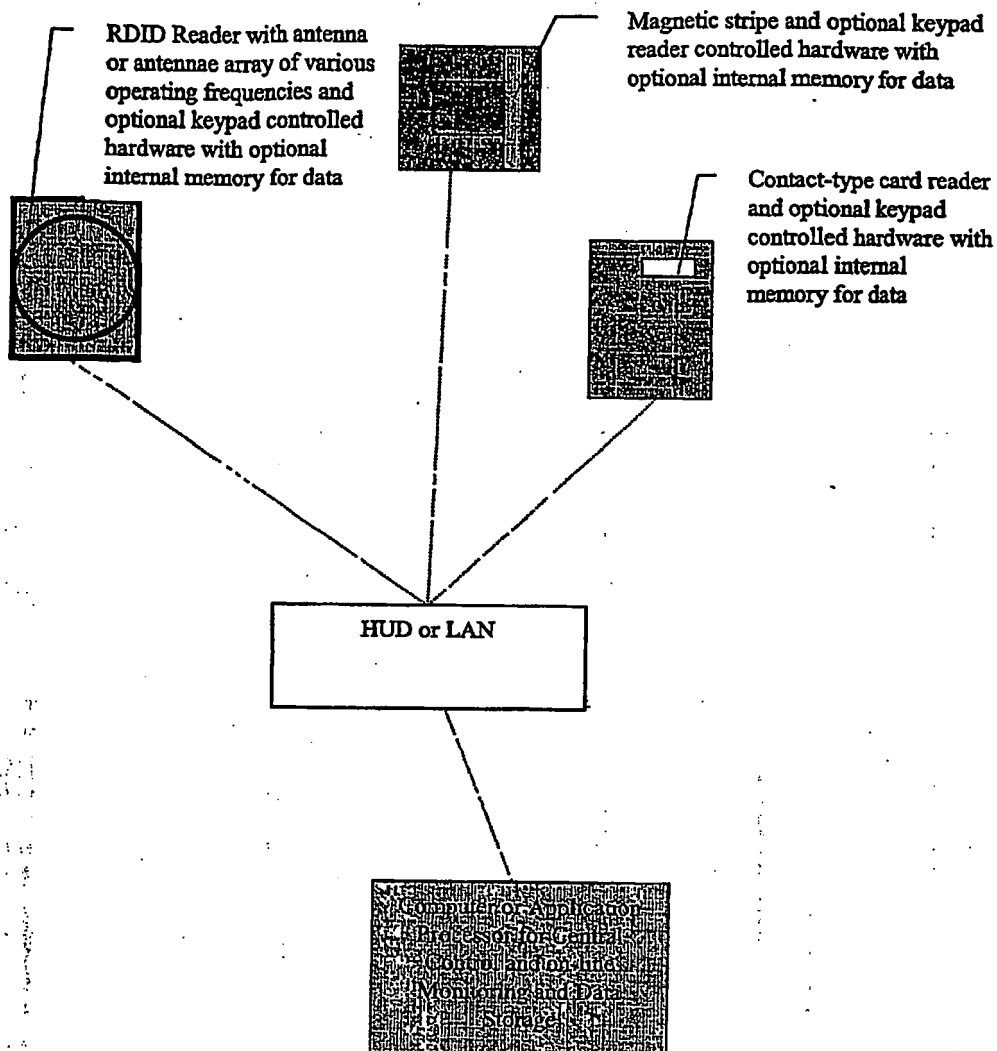 RDID Reader with antenna
or antennae array of various
operating frequencies and
optional keypad controlled
hardware with optional
internal memory for data
Magnetic stripe and optional keypad
reader controlled hardware with
optional internal memory for data
Contact-type card reader
and optional keypad
controlled hardware with
optional internal
memory for data
HUD or LAN
Computer or Application
Processor for Central
Control and on-line
Monitoring and Data
Storage